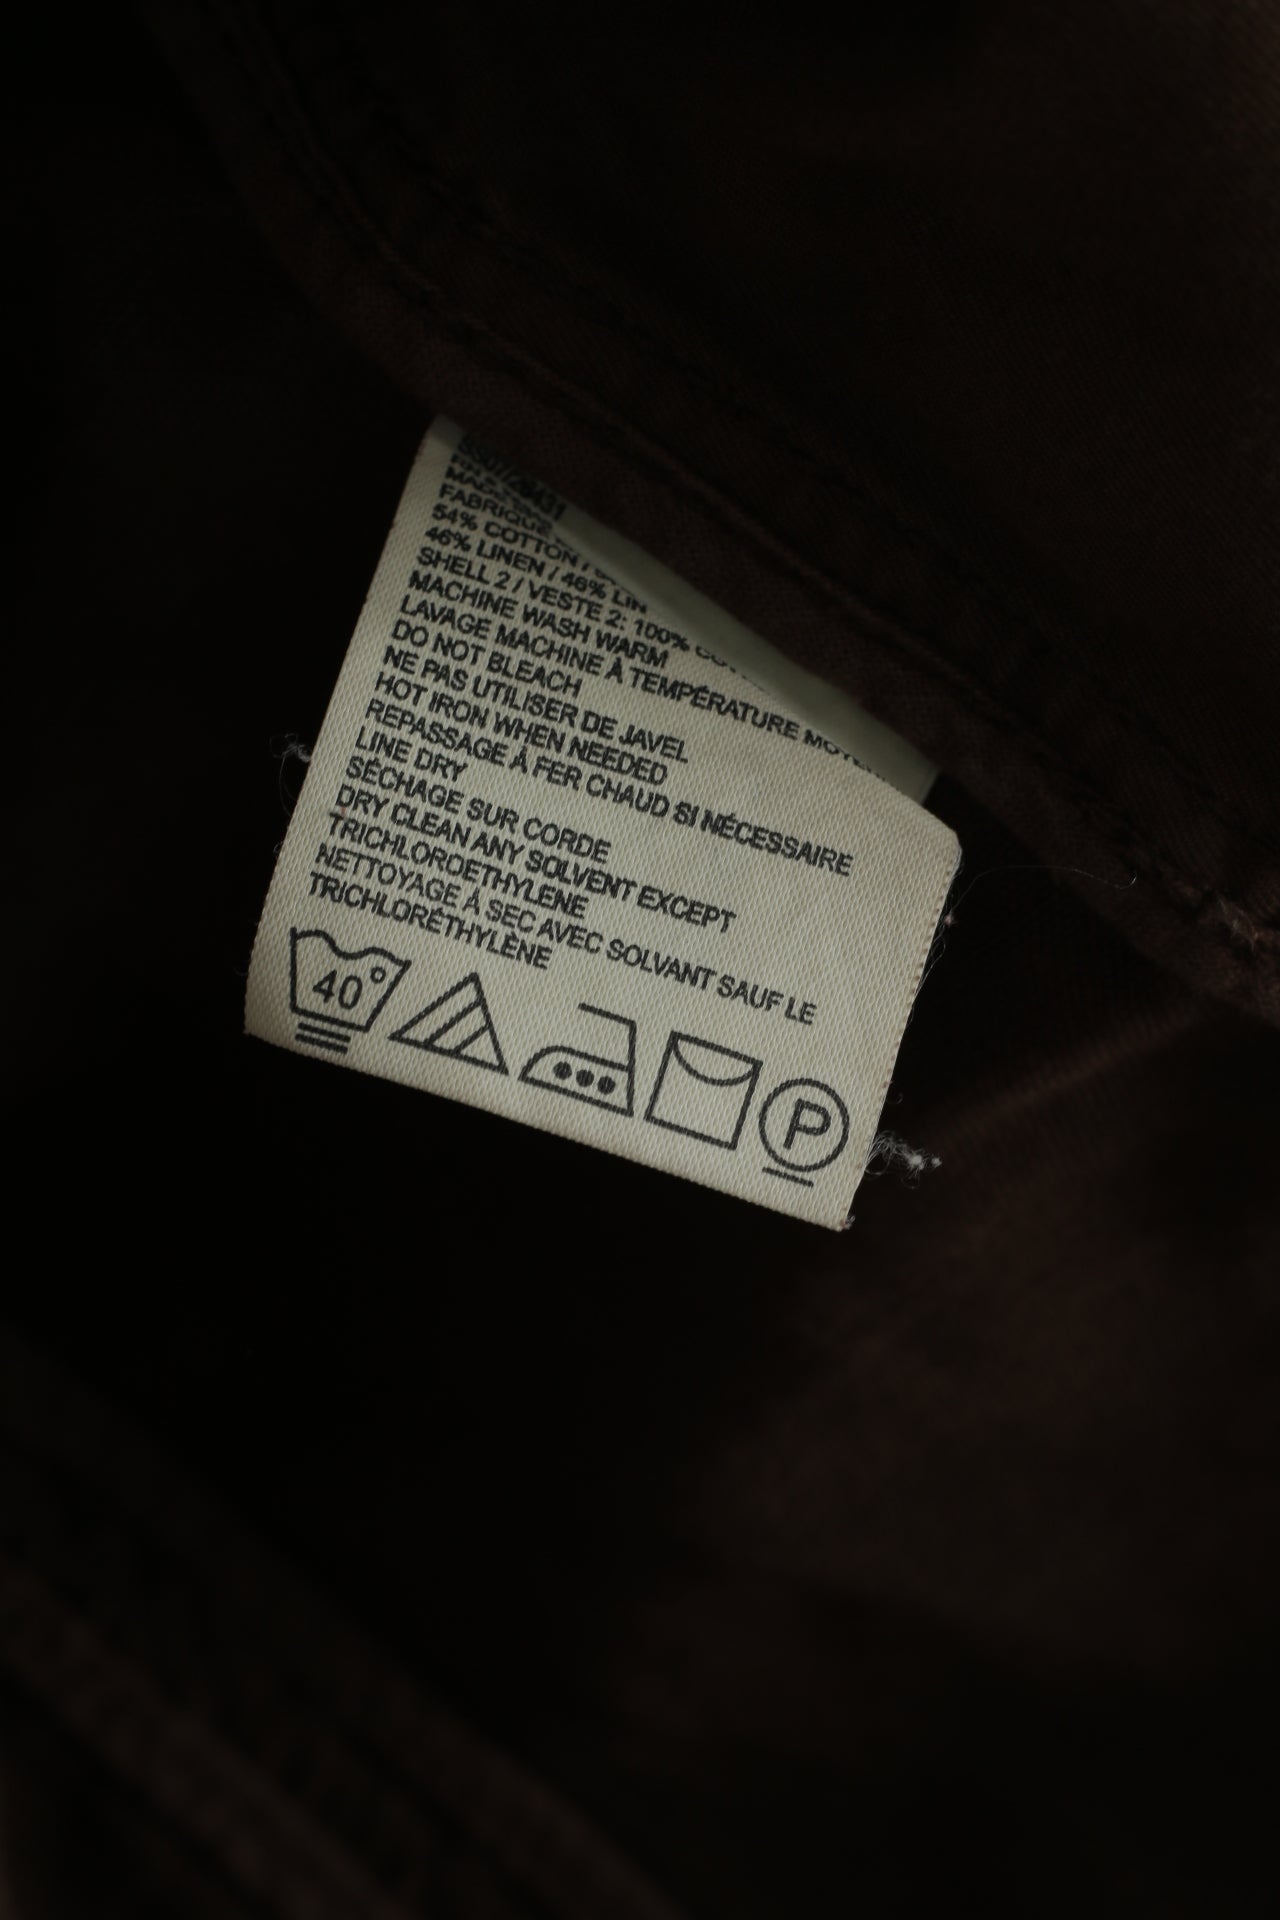 FABRIQUÉ
54% COTTON /
46% LINEN / 46% LIN
SHELL 2 / VESTE 2: 100%
MACHINE WASH WARM
LAVAGE MACHINE À TEMPÉRATURE
DO NOT BLEACH
NE PAS UTILISER DE JAVEL
HOT IRON WHEN NEEDED
REPASSAGE À FER CHAUD SI NÉCESSAIRE
LINE DRY
SÉCHAGE SUR CORDE
DRY CLEAN ANY SOLVENT EXCEPT
TRICHLOROETHYLENE
NETTOYAGE À SEC AVEC SOLVANT SAUF LE
TRICHLORÉTHYLÈNE
40° P